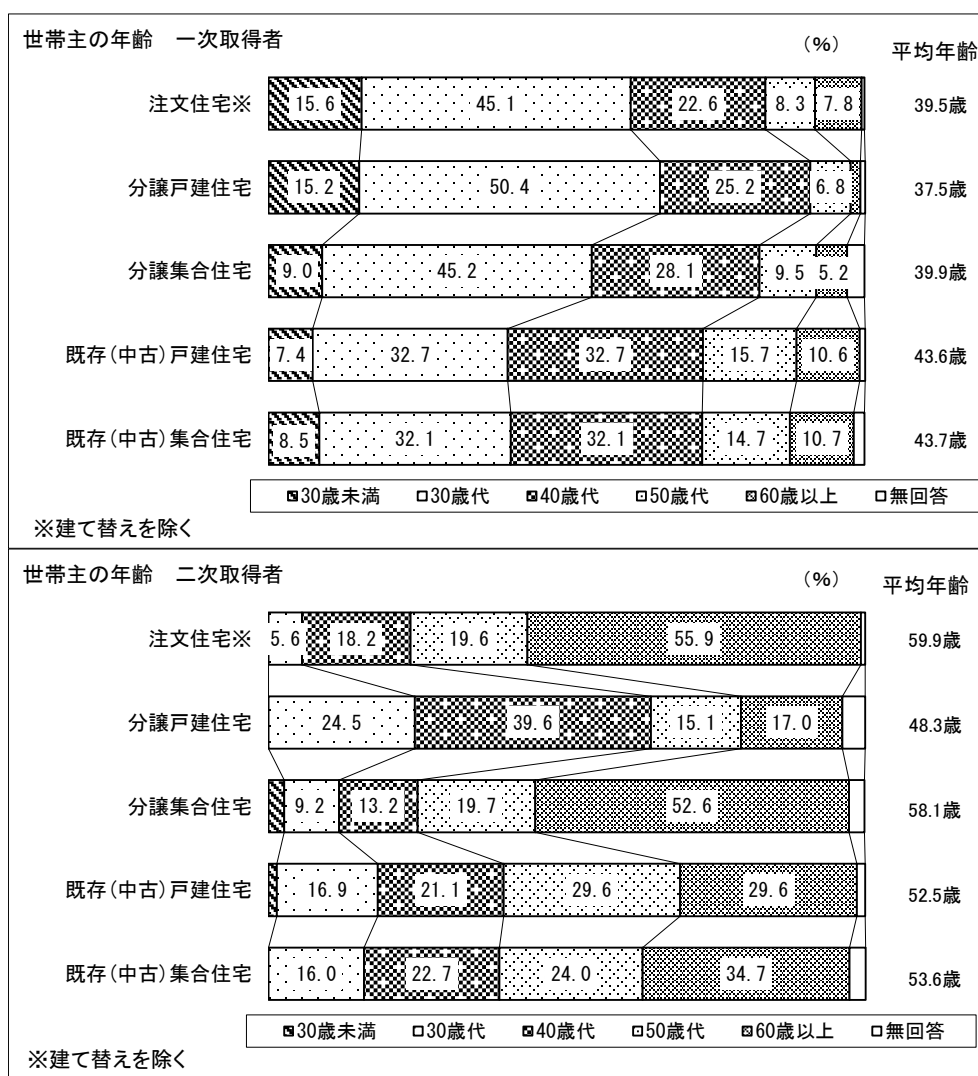 世帯主の年齢　一次取得者
（%）
平均年齢
注文住宅※ 15.6 45.1 22.6 8.3 7.8 39.5歳
分譲戸建住宅 15.2 50.4 25.2 6.8 37.5歳
分譲集合住宅 9.0 45.2 28.1 9.5 5.2 39.9歳
既存(中古)戸建住宅 7.4 32.7 32.7 15.7 10.6 43.6歳
既存(中古)集合住宅 8.5 32.1 32.1 14.7 10.7 43.7歳
30歳未満 30歳代 40歳代 50歳代 60歳以上 無回答
※建て替えを除く
世帯主の年齢　二次取得者
（%）
平均年齢
注文住宅※ 5.6 18.2 19.6 55.9 59.9歳
分譲戸建住宅 24.5 39.6 15.1 17.0 48.3歳
分譲集合住宅 9.2 13.2 19.7 52.6 58.1歳
既存(中古)戸建住宅 16.9 21.1 29.6 29.6 52.5歳
既存(中古)集合住宅 16.0 22.7 24.0 34.7 53.6歳
30歳未満 30歳代 40歳代 50歳代 60歳以上 無回答
※建て替えを除く